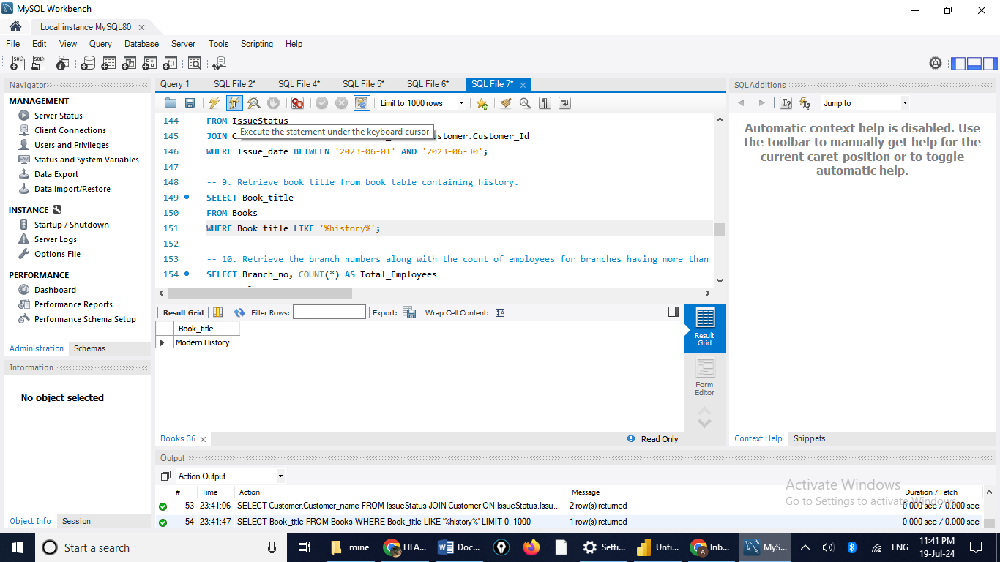 MySQL Workbench
Local instance MySQL80
File Edit View Query Database Server Tools Scripting Help
Navigator
MANAGEMENT
Server Status
Client Connections
Users and Privileges
Status and System Variables
Data Export
Data Import/Restore
INSTANCE
Startup / Shutdown
Server Logs
Options File
PERFORMANCE
Dashboard
Performance Reports
Performance Schema Setup
Administration Schemas
Information
No object selected
Object Info Session
Query 1 SQL File 2* SQL File 4* SQL File 5* SQL File 6* SQL File 7*
Limit to 1000 rows
144 FROM IssueStatus
Execute the statement under the keyboard cursor
145 JOIN ustomer.Customer_Id
146 WHERE Issue_date BETWEEN '2023-06-01' AND '2023-06-30';
147
148 -- 9. Retrieve book_title from book table containing history.
149 SELECT Book_title
150 FROM Books
151 WHERE Book_title LIKE '%history%';
152
153 -- 10. Retrieve the branch numbers along with the count of employees for branches having more than
154 SELECT Branch_no, COUNT(*) AS Total_Employees
Result Grid Filter Rows: Export: Wrap Cell Content:
Book_title
Modern History
Result
Grid
Form
Editor
Books 36 Read Only
SQLAdditions
Jump to
Automatic context help is disabled. Use
the toolbar to manually get help for the
current caret position or to toggle
automatic help.
Context Help Snippets
Output
Action Output
# Time Action Message Duration / Fetch
53 23:41:06 SELECT Customer.Customer_name FROM IssueStatus JOIN Customer ON IssueStatus.Issu... 2 row(s) returned 0.000 sec / 0.000 sec
54 23:41:47 SELECT Book_title FROM Books WHERE Book_title LIKE '%history%' LIMIT 0, 1000 1 row(s) returned 0.000 sec / 0.000 sec
Activate Windows
Go to Settings to activate Windows.
Start a search
mine FIFA... Doc... Setti... Unti... Inb... MyS... ENG 11:41 PM
19-Jul-24